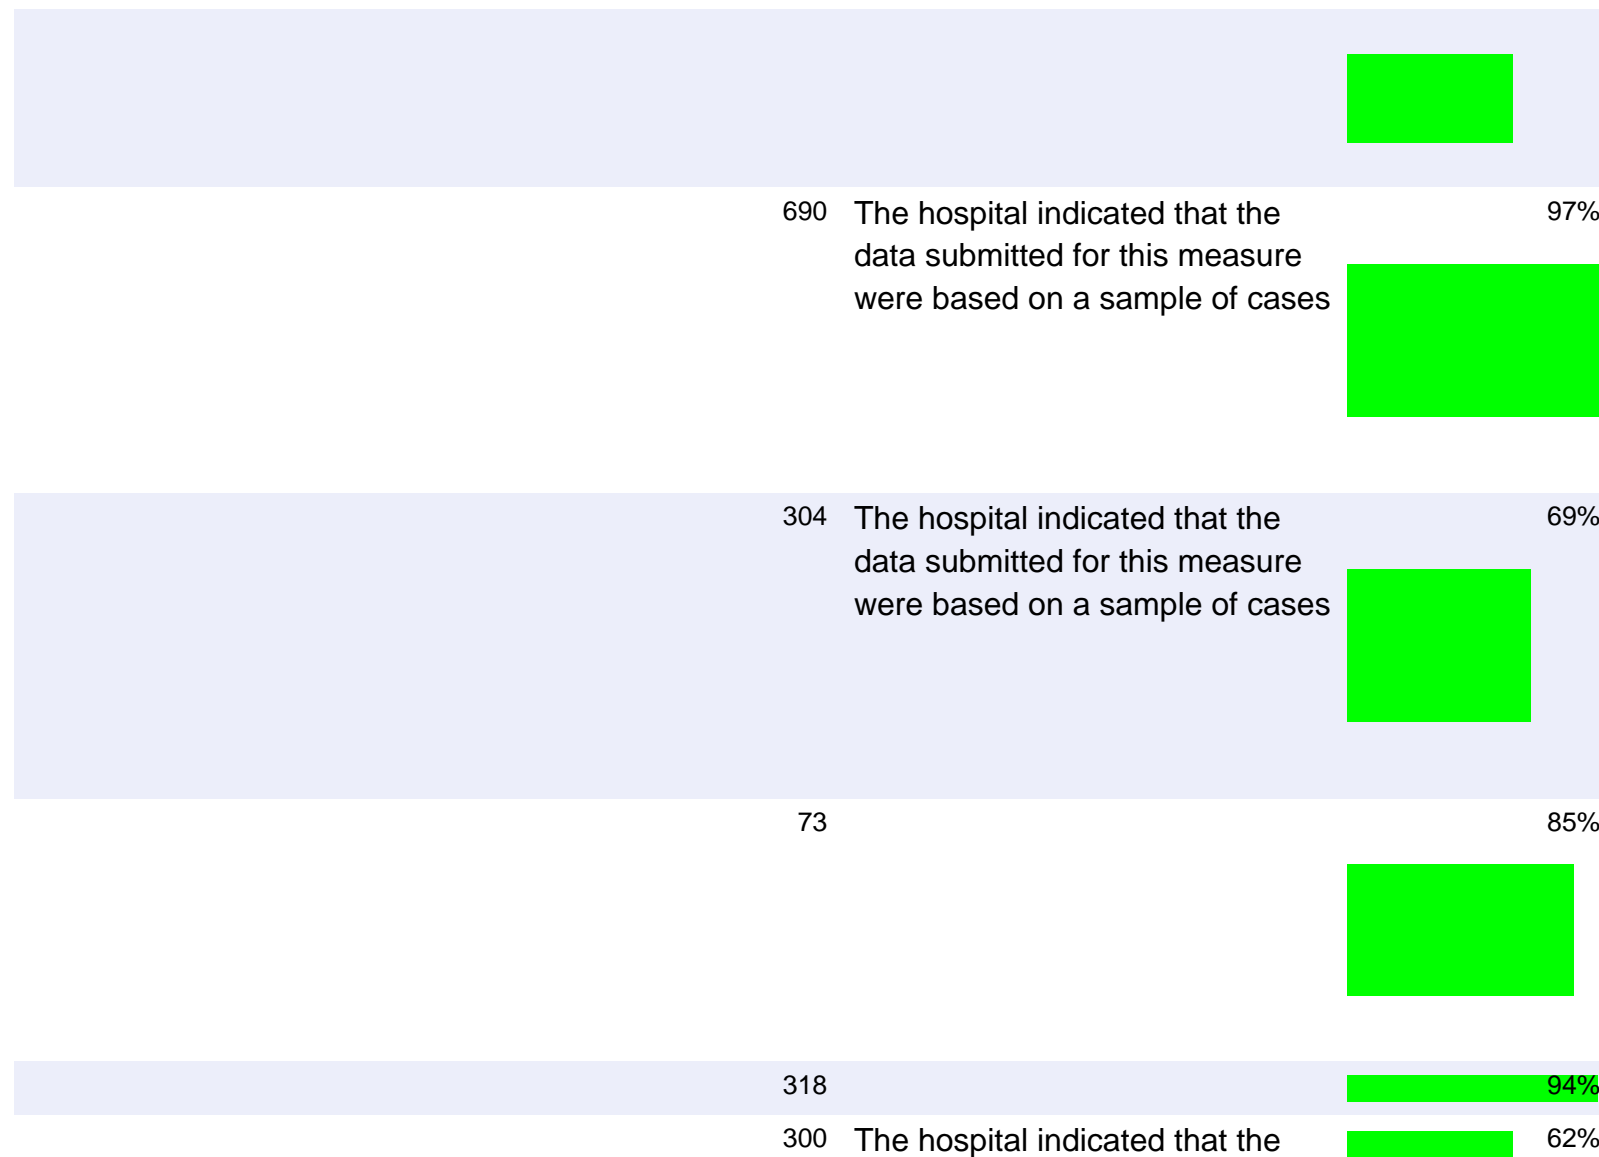 690 The hospital indicated that the 97%
data submitted for this measure
were based on a sample of cases
304 The hospital indicated that the 69%
data submitted for this measure
were based on a sample of cases
73 85%
318 94%
300 The hospital indicated that the 62%